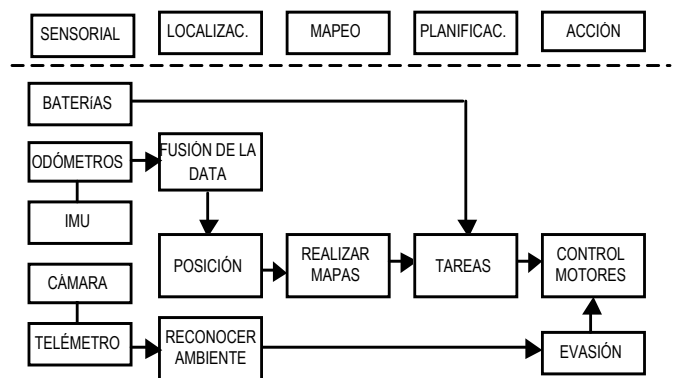 SENSORIAL
LOCALIZAC.
MAPEO
PLANIFICAC.
ACCIÓN
BATERíAS
ODÓMETROS
FUSIÓN DE LA
DATA
IMU
POSICIÓN
REALIZAR
MAPAS
TAREAS
CONTROL
MOTORES
CÁMARA
TELÉMETRO
RECONOCER
AMBIENTE
EVASIÓN